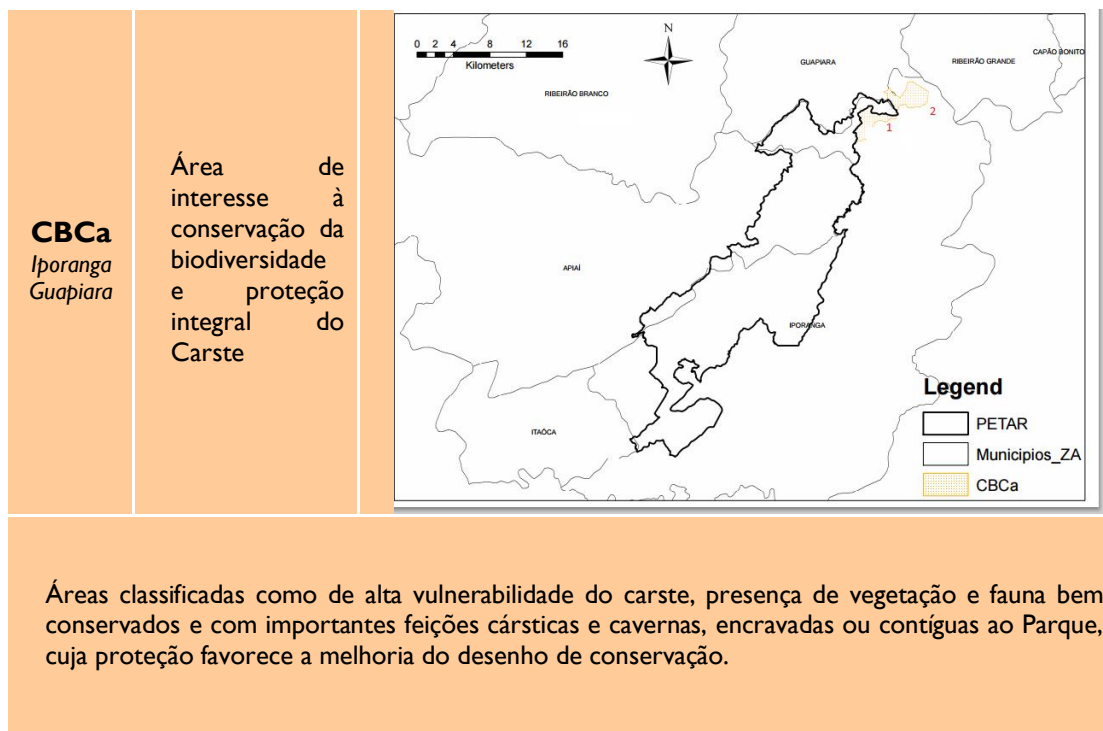 CBCa
Iporanga
Guapiara
Área de
interesse à
conservação da
biodiversidade
e proteção
integral do
Carste
0 2 4 8 12 16
Kilometers
N
GUAPIARA
RIBEIRÃO GRANDE
CAPÃO BONITO
RIBEIRÃO BRANCO
2
1
APIAÍ
IPORANGA
ITAÓCA
Legend
PETAR
Municipios_ZA
CBCa
Áreas classificadas como de alta vulnerabilidade do carste, presença de vegetação e fauna bem
conservados e com importantes feições cársticas e cavernas, encravadas ou contíguas ao Parque,
cuja proteção favorece a melhoria do desenho de conservação.